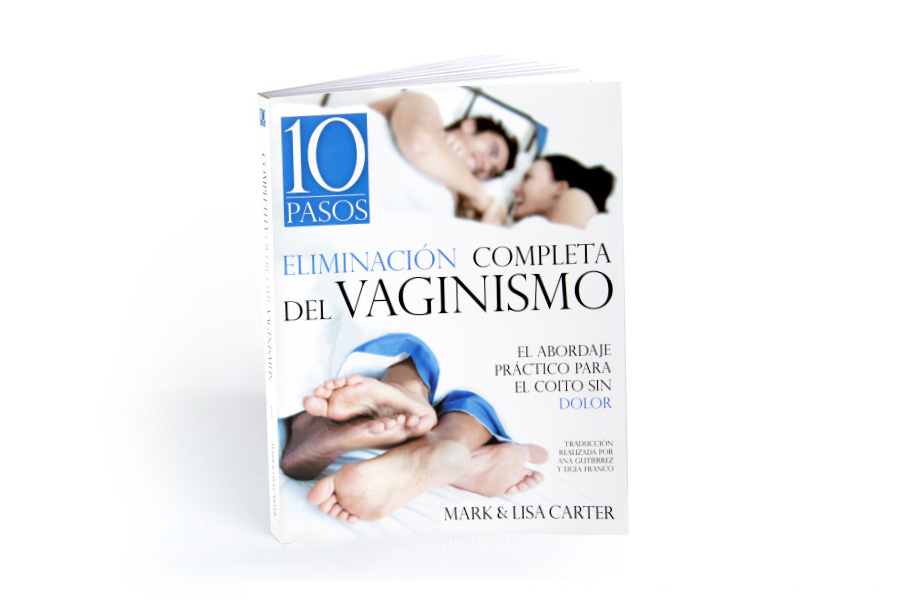 10
PASOS
ELIMINACIÓN COMPLETA
DEL VAGINISMO
EL ABORDAJE
PRÁCTICO PARA
EL COITO SIN
DOLOR
TRADUCCIÓN
REALIZADA POR
ANA GUTIERREZ
Y LIGIA FRANCO
MARK & LISA CARTER